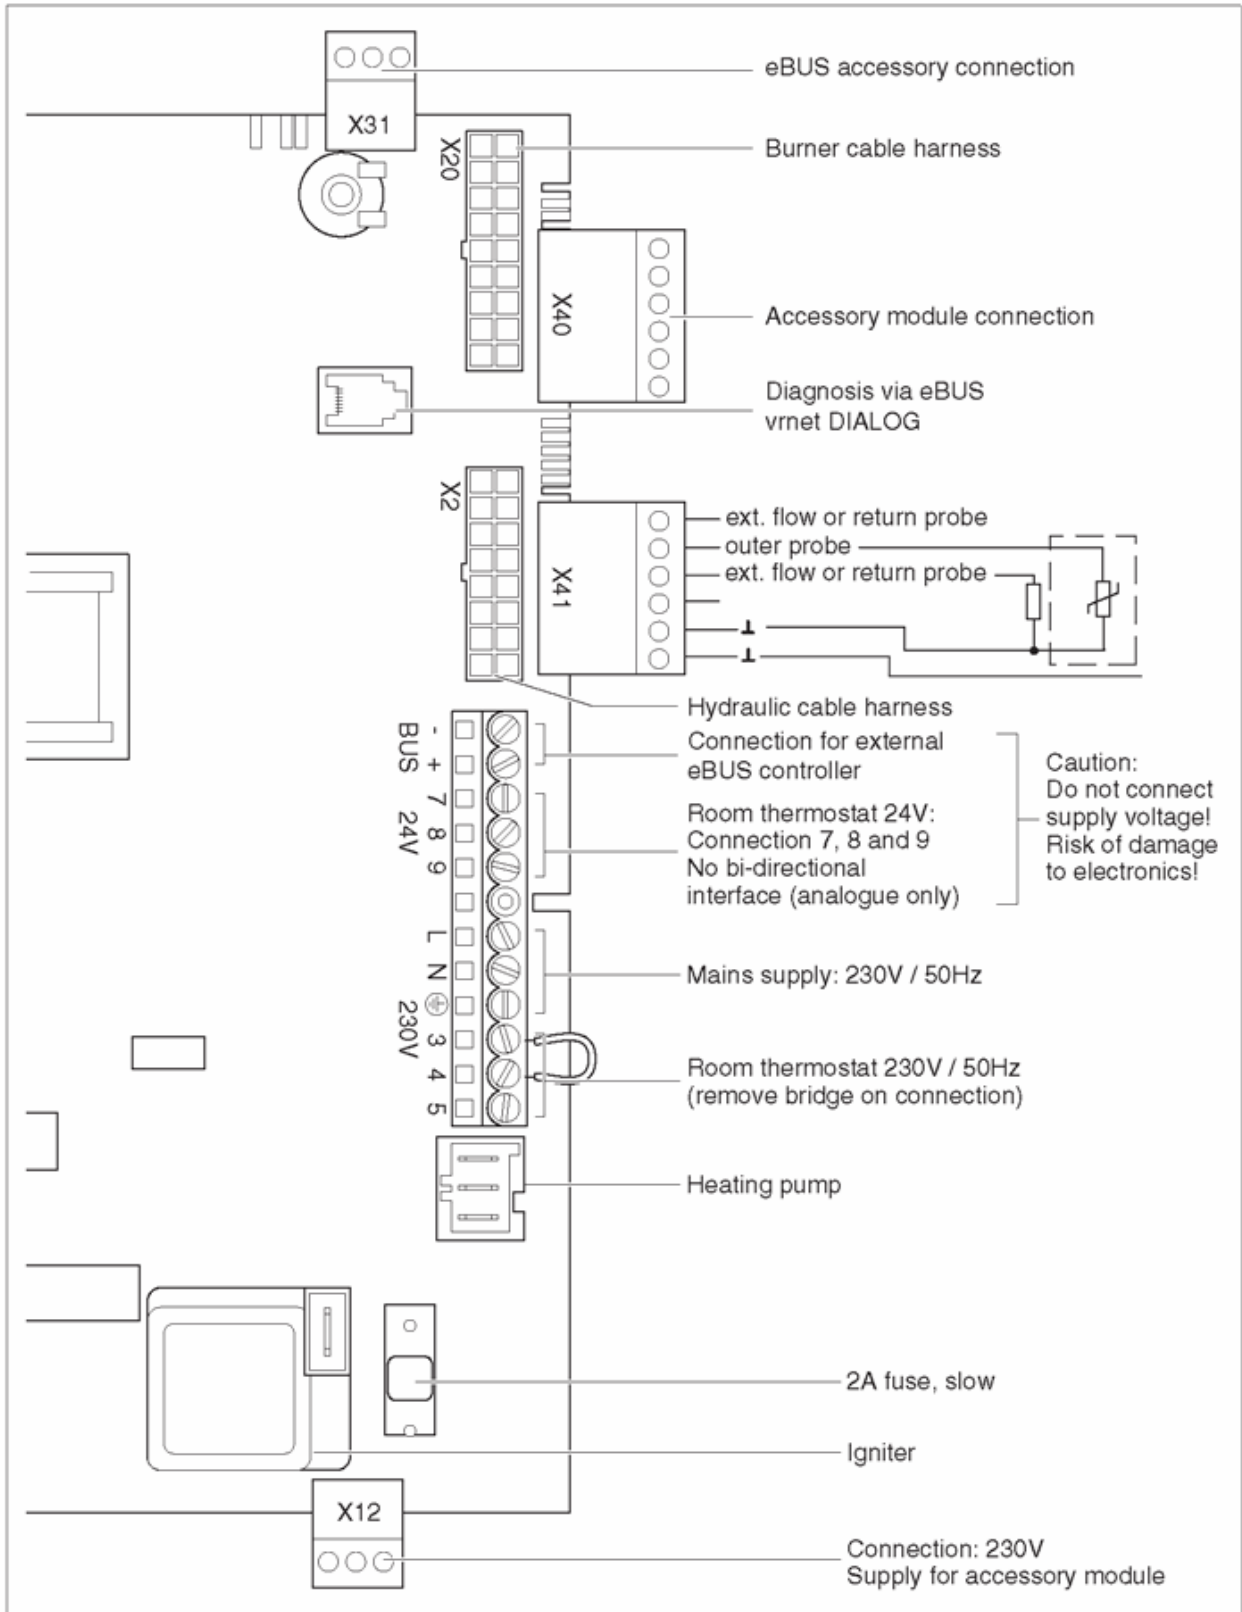 eBUS accessory connection
X31
X20
Burner cable harness
X40
Accessory module connection
Diagnosis via eBUS
vrnet DIALOG
X2
X41
ext. flow or return probe
outer probe
ext. flow or return probe
Hydraulic cable harness
BUS
-
+
Connection for external
eBUS controller
24V
7
8
9
Room thermostat 24V:
Connection 7, 8 and 9
No bi-directional
interface (analogue only)
Caution:
Do not connect
supply voltage!
Risk of damage
to electronics!
L
N
Mains supply: 230V / 50Hz
230V
3
4
5
Room thermostat 230V / 50Hz
(remove bridge on connection)
Heating pump
2A fuse, slow
Igniter
X12
Connection: 230V
Supply for accessory module